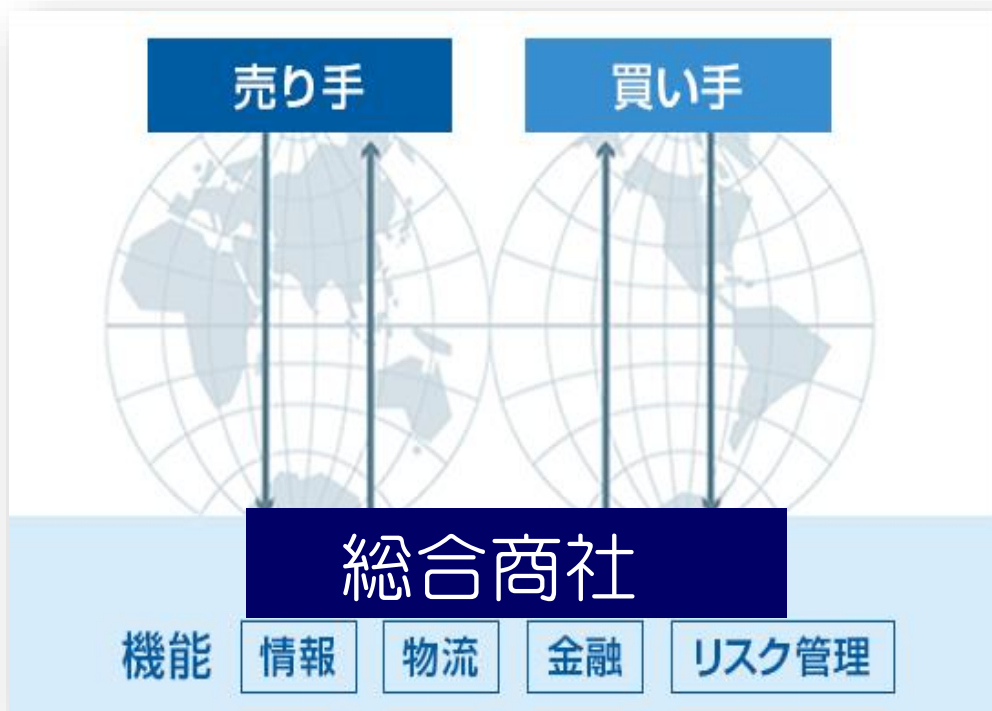 売り手
買い手
総合商社
機能 情報 物流 金融 リスク管理